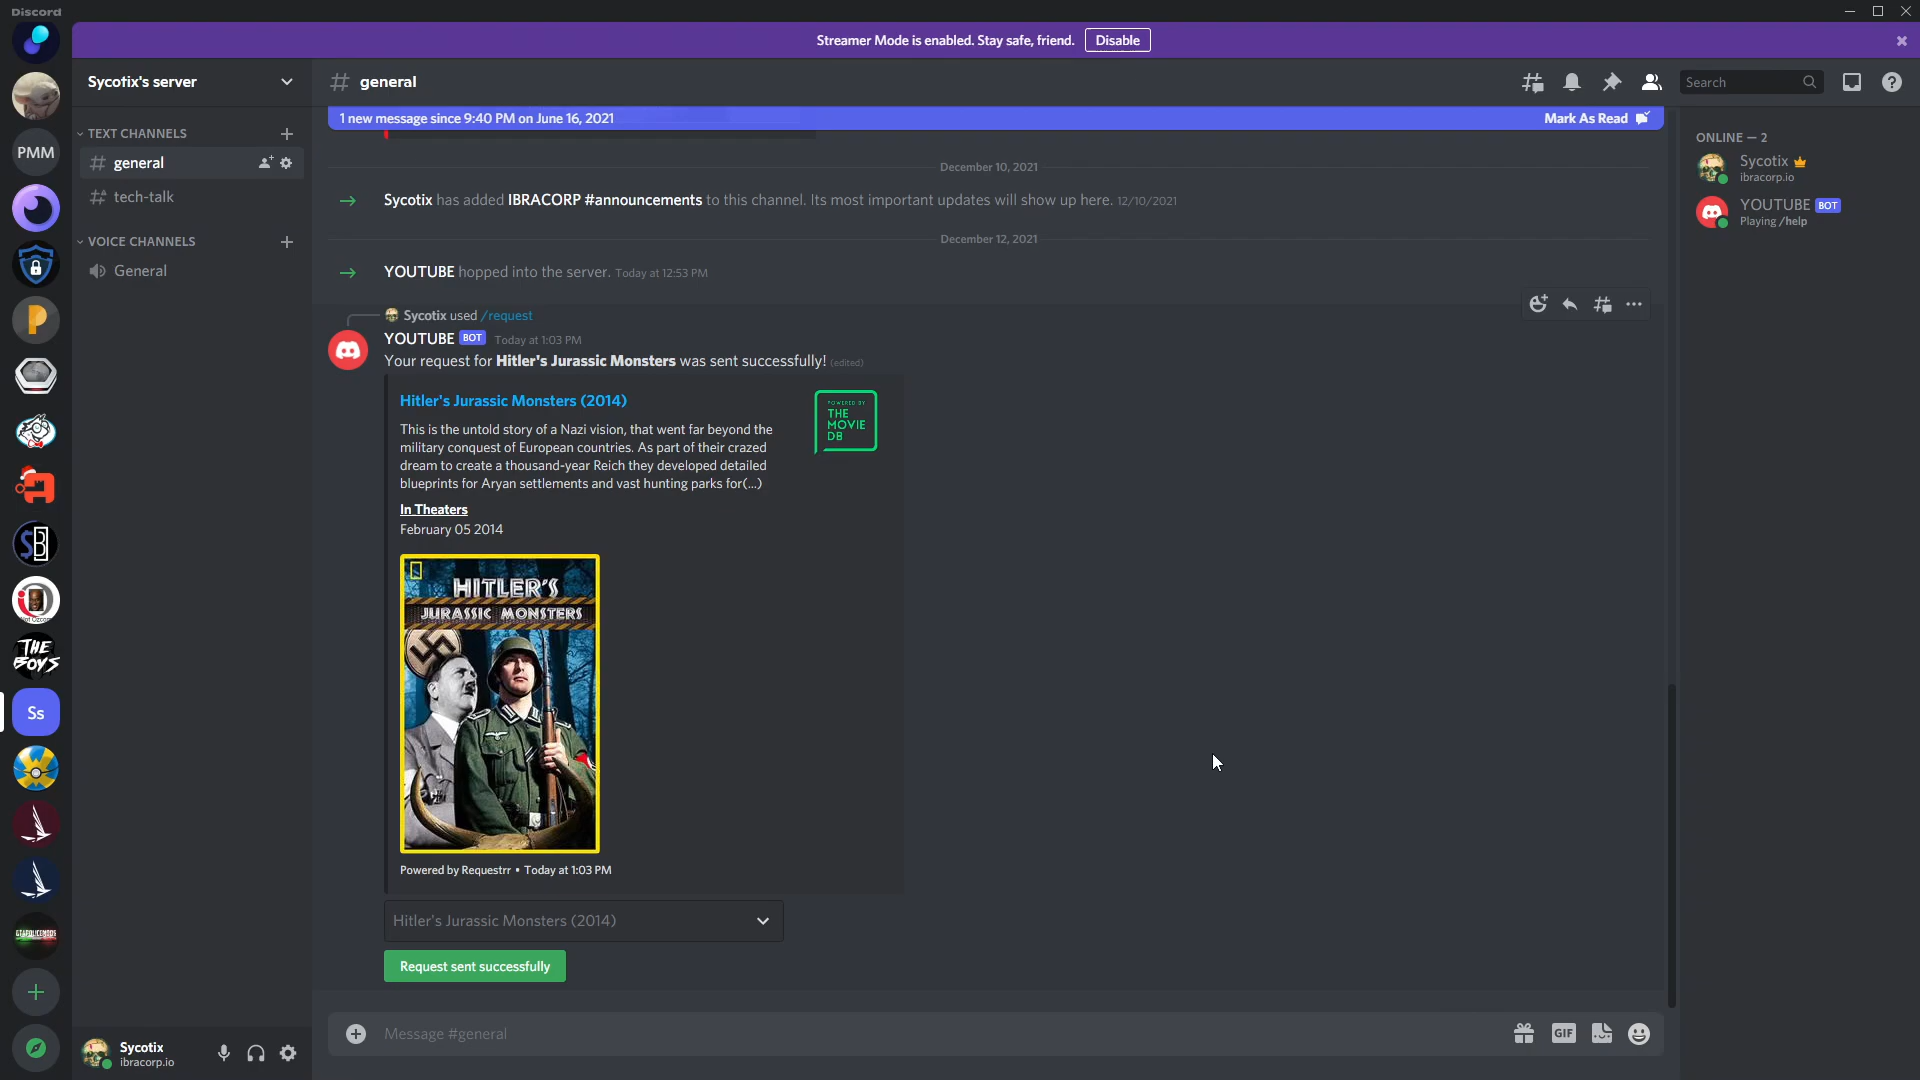 Discord
Streamer Mode is enabled. Stay safe, friend.
Disable
Sycotix's server
general
Search
1 new message since 9:40 PM on June 16, 2021
Mark As Read
TEXT CHANNELS
general
tech-talk
VOICE CHANNELS
General
PMM
$B
THE
BOYS
Ss
December 10, 2021
Sycotix has added IBRACORP #announcements to this channel. Its most important updates will show up here. 12/10/2021
December 12, 2021
YOUTUBE hopped into the server. Today at 12:53 PM
Sycotix used /request
YOUTUBE BOT Today at 1:03 PM
Your request for Hitler's Jurassic Monsters was sent successfully! (edited)
Hitler's Jurassic Monsters (2014)
This is the untold story of a Nazi vision, that went far beyond the
military conquest of European countries. As part of their crazed
dream to create a thousand-year Reich they developed detailed
blueprints for Aryan settlements and vast hunting parks for(...)
POWERED BY
THE
MOVIE
DB
In Theaters
February 05 2014
HITLER'S
JURASSIC MONSTERS
Powered by Requestrr • Today at 1:03 PM
Hitler's Jurassic Monsters (2014)
Request sent successfully
Message #general
GIF
ONLINE — 2
Sycotix
ibracorp.io
YOUTUBE BOT
Playing /help
Sycotix
ibracorp.io